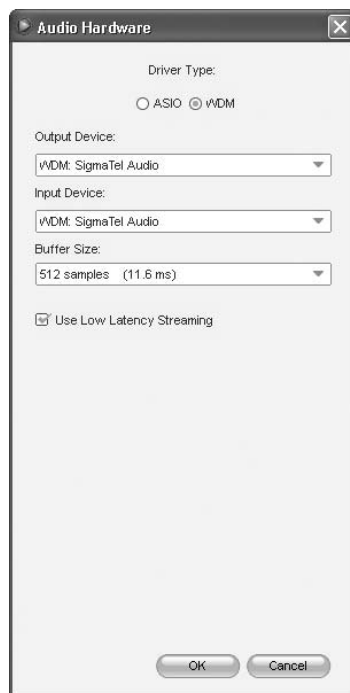 Audio Hardware
Driver Type:
ASIO WDM
Output Device:
WDM: SigmaTel Audio
Input Device:
WDM: SigmaTel Audio
Buffer Size:
512 samples (11.6 ms)
Use Low Latency Streaming
OK Cancel